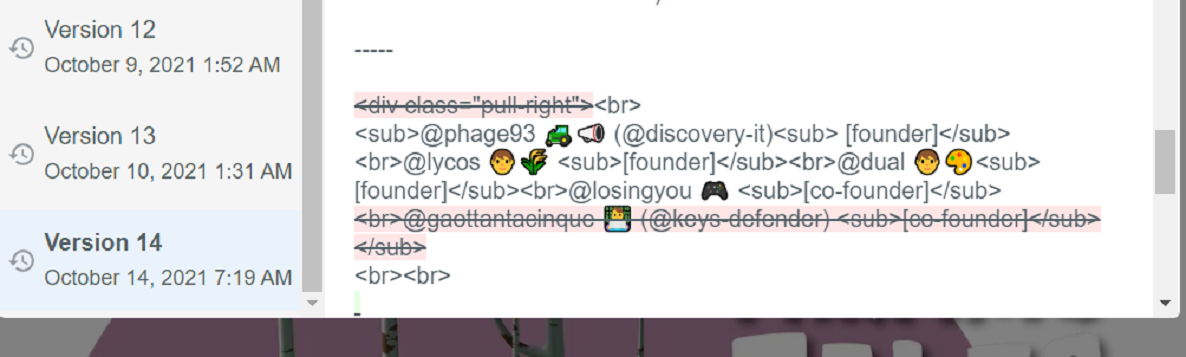 Version 12
October 9, 2021 1:52 AM
Version 13
October 10, 2021 1:31 AM
Version 14
October 14, 2021 7:19 AM
-----
<div class="pull-right"><br>
<sub>@phage93 🚜 📢 (@discovery-it)<sub> [founder]</sub>
<br>@lycos 🧑 🌾 <sub>[founder]</sub><br>@dual 🧑 🎨 <sub>
[founder]</sub><br>@losingyou 🎮 <sub>[co-founder]</sub>
<br>@gaottantacinque 👨‍💻 (@keys-defender) <sub>[co-founder]</sub>
</sub>
<br><br>